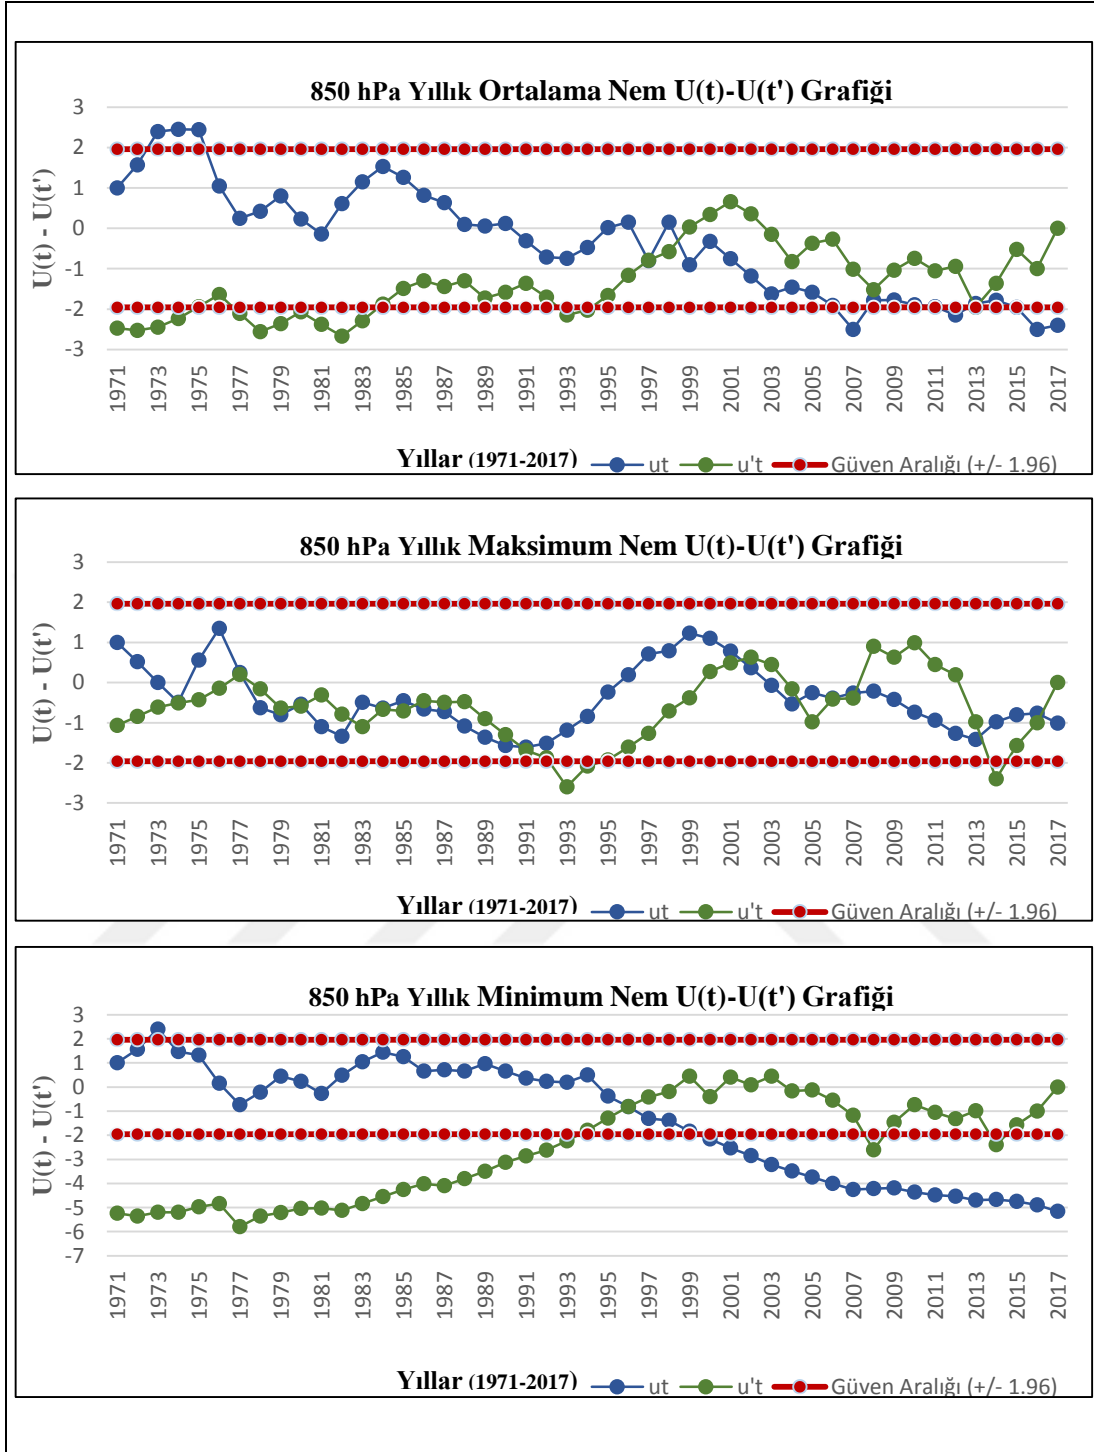 850 hPa Yıllık Ortalama Nem U(t)-U(t') Grafiği
U(t) - U(t')
3
2
1
0
-1
-2
-3
1971 1973 1975 1977 1979 1981 1983 1985 1987 1989 1991 1993 1995 1997 1999 2001 2003 2005 2007 2009 2011 2013 2015 2017
Yıllar (1971-2017) ut u't Güven Aralığı (+/- 1.96)
850 hPa Yıllık Maksimum Nem U(t)-U(t') Grafiği
U(t) - U(t')
3
2
1
0
-1
-2
-3
1971 1973 1975 1977 1979 1981 1983 1985 1987 1989 1991 1993 1995 1997 1999 2001 2003 2005 2007 2009 2011 2013 2015 2017
Yıllar (1971-2017) ut u't Güven Aralığı (+/- 1.96)
850 hPa Yıllık Minimum Nem U(t)-U(t') Grafiği
U(t) - U(t')
3
2
1
0
-1
-2
-3
-4
-5
-6
-7
1971 1973 1975 1977 1979 1981 1983 1985 1987 1989 1991 1993 1995 1997 1999 2001 2003 2005 2007 2009 2011 2013 2015 2017
Yıllar (1971-2017) ut u't Güven Aralığı (+/- 1.96)